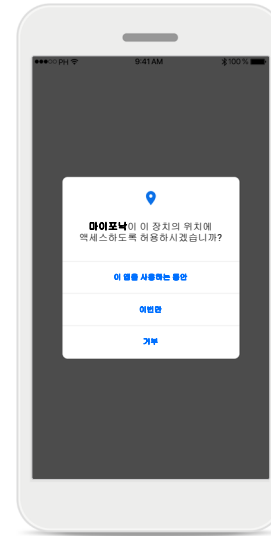 PH 9:41 AM 100 %
마이포낙이 이 장치의 위치에
액세스하도록 허용하시겠습니까?
이 앱을 사용하는 동안
이번만
거부